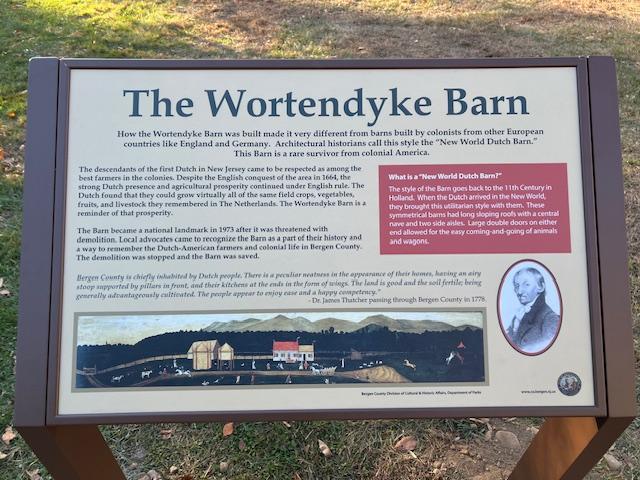 The Wortendyke Barn
How the Wortendyke Barn was built made it very different from barns built by colonists from other European
countries like England and Germany. Architectural historians call this style the "New World Dutch Barn."
This Barn is a rare survivor from colonial America.
The descendants of the first Dutch in New Jersey came to be respected as among the
best farmers in the colonies. Despite the English conquest of the area in 1664, the
strong Dutch presence and agricultural prosperity continued under English rule. The
Dutch found that they could grow virtually all of the same field crops, vegetables,
fruits, and livestock they remembered in The Netherlands. The Wortendyke Barn is a
reminder of that prosperity.
The Barn became a national landmark in 1973 after it was threatened with
demolition. Local advocates came to recognize the Barn as a part of their history and
a way to remember the Dutch-American farmers and colonial life in Bergen County.
The demolition was stopped and the Barn was saved.
What is a "New World Dutch Barn?"
The style of the Barn goes back to the 11th Century in
Holland. When the Dutch arrived in the New World,
they brought this utilitarian style with them. These
symmetrical barns had long sloping roofs with a central
nave and two side aisles. Large double doors on either
end allowed for the easy coming-and-going of animals
and wagons.
Bergen County is chiefly inhabited by Dutch people. There is a peculiar neatness in the appearance of their homes, having an airy
stoop supported by pillars in front, and their kitchens at the ends in the form of wings. The land is good and the soil fertile; being
generally advantageously cultivated. The people appear to enjoy ease and a happy competency."
- Dr. James Thatcher passing through Bergen County in 1778
Bergen County Division of Cultural & Historic Affairs, Department of Parks
www.co.bergen.nj.us